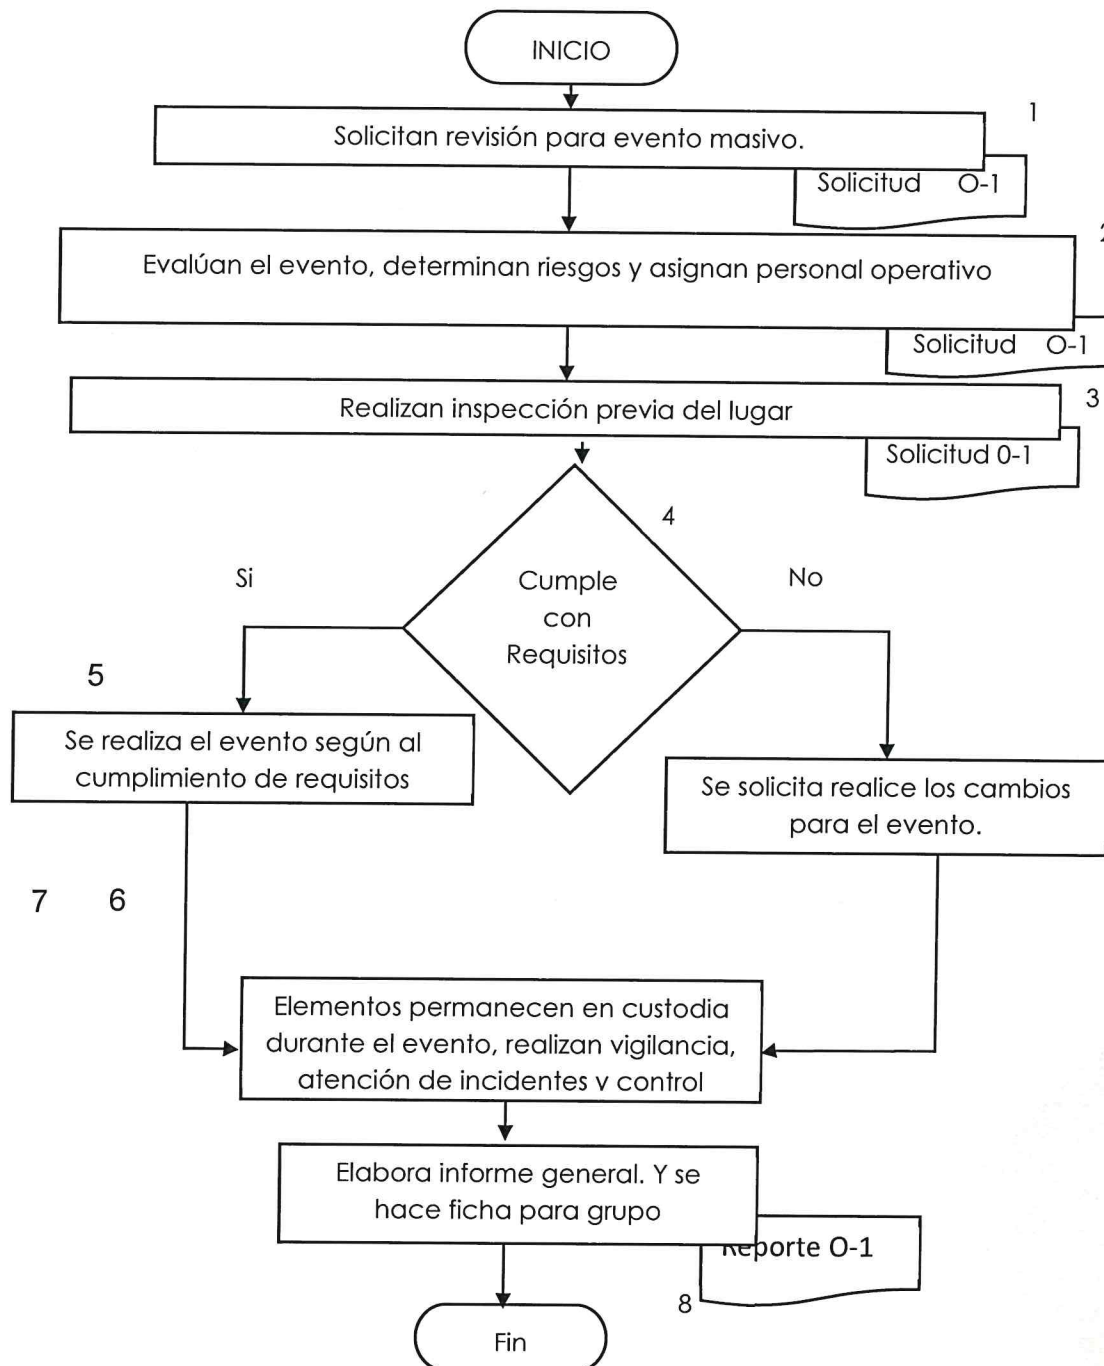 INICIO
1
Solicitan revisión para evento masivo.
Solicitud O-1
2
Evalúan el evento, determinan riesgos y asignan personal operativo
Solicitud O-1
3
Realizan inspección previa del lugar
Solicitud 0-1
4
Cumple
con
Requisitos
Si
No
5
Se realiza el evento según al
cumplimiento de requisitos
Se solicita realice los cambios
para el evento.
7 6
Elementos permanecen en custodia
durante el evento, realizan vigilancia,
atención de incidentes y control
Elabora informe general. Y se
hace ficha para grupo
Reporte O-1
8
Fin